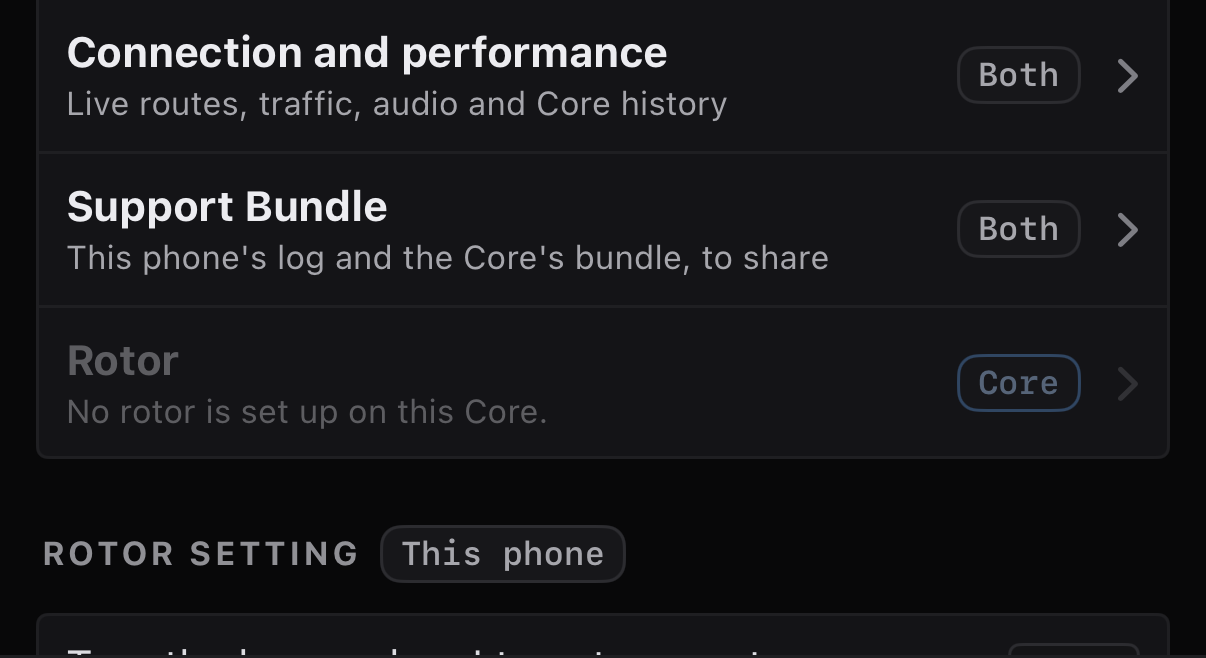 Connection and performance
Both
Live routes, traffic, audio and Core history
Support Bundle
Both
This phone's log and the Core's bundle, to share
Rotor
Core
No rotor is set up on this Core.
ROTOR SETTING This phone